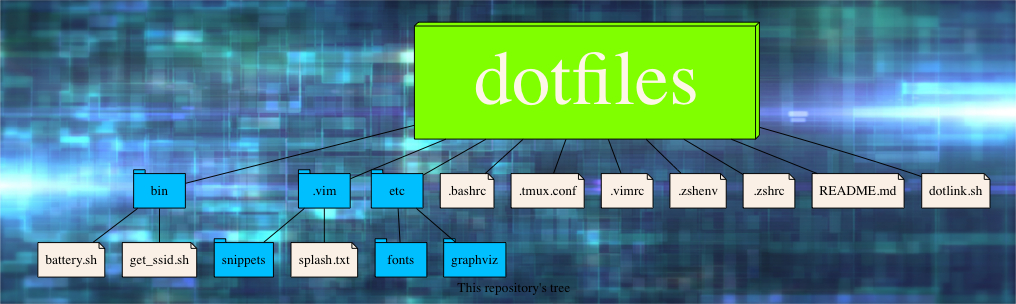 dotfiles
bin
.vim
etc
.bashrc
.tmux.conf
.vimrc
.zshenv
.zshrc
README.md
dotlink.sh
battery.sh
get_ssid.sh
snippets
splash.txt
fonts
graphviz
This repository's tree